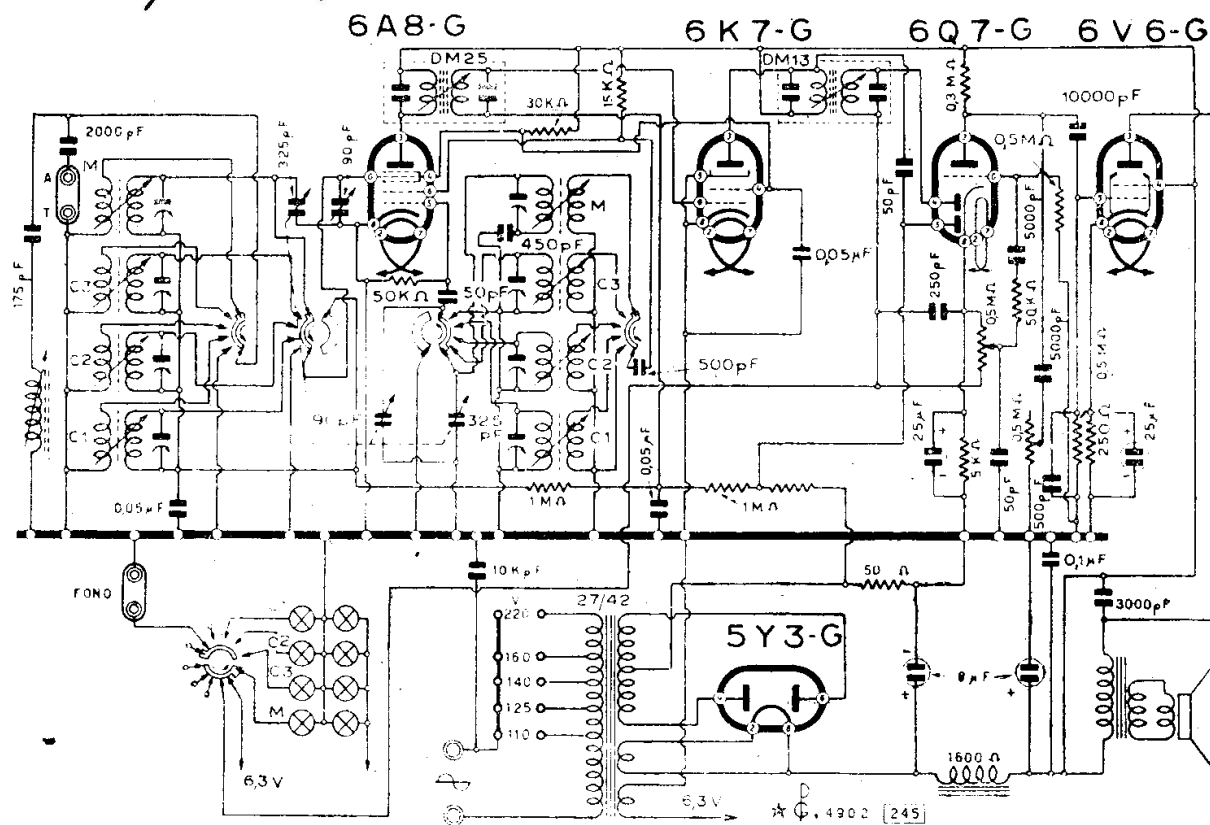 6A8-G
6K7-G
6Q7-G
6V6-G
DM25
DM13
30KΩ
15KΩ
0,3MΩ
10000pF
2000pF
325pF
90pF
50pF
0,5MΩ
5000pF
A
T
M
C3
C2
C1
175pF
50KΩ
450pF
50pF
M
C3
C2
C1
0,05µF
250pF
0,5MΩ
50KΩ
5000pF
0,5MΩ
500pF
90pF
325pF
25µF
5KΩ
0,5MΩ
250Ω
25µF
0,05µF
1MΩ
0,05µF
1MΩ
50pF
500pF
0,1µF
FONO
10KpF
50 Ω
3000pF
V
27/42
220
160
140
125
110
5Y3-G
8µF
C2
C3
M
6,3V
6,3V
1600Ω
4902 245